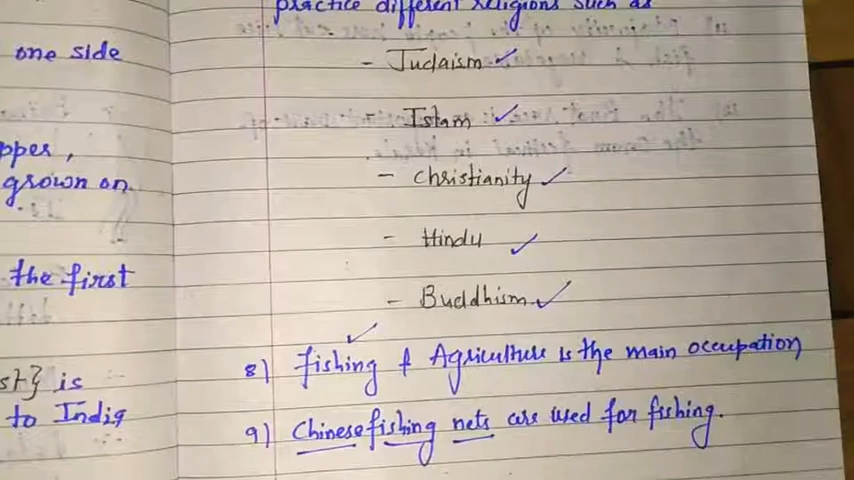 one side
pper,
grown on
the first
st} is
to India
practice different religions such as
- Judaism
- Islam
- Christianity
- Hindu
- Buddhism
8) Fishing & Agriculture is the main occupation
9) Chinese fishing nets are used for fishing.